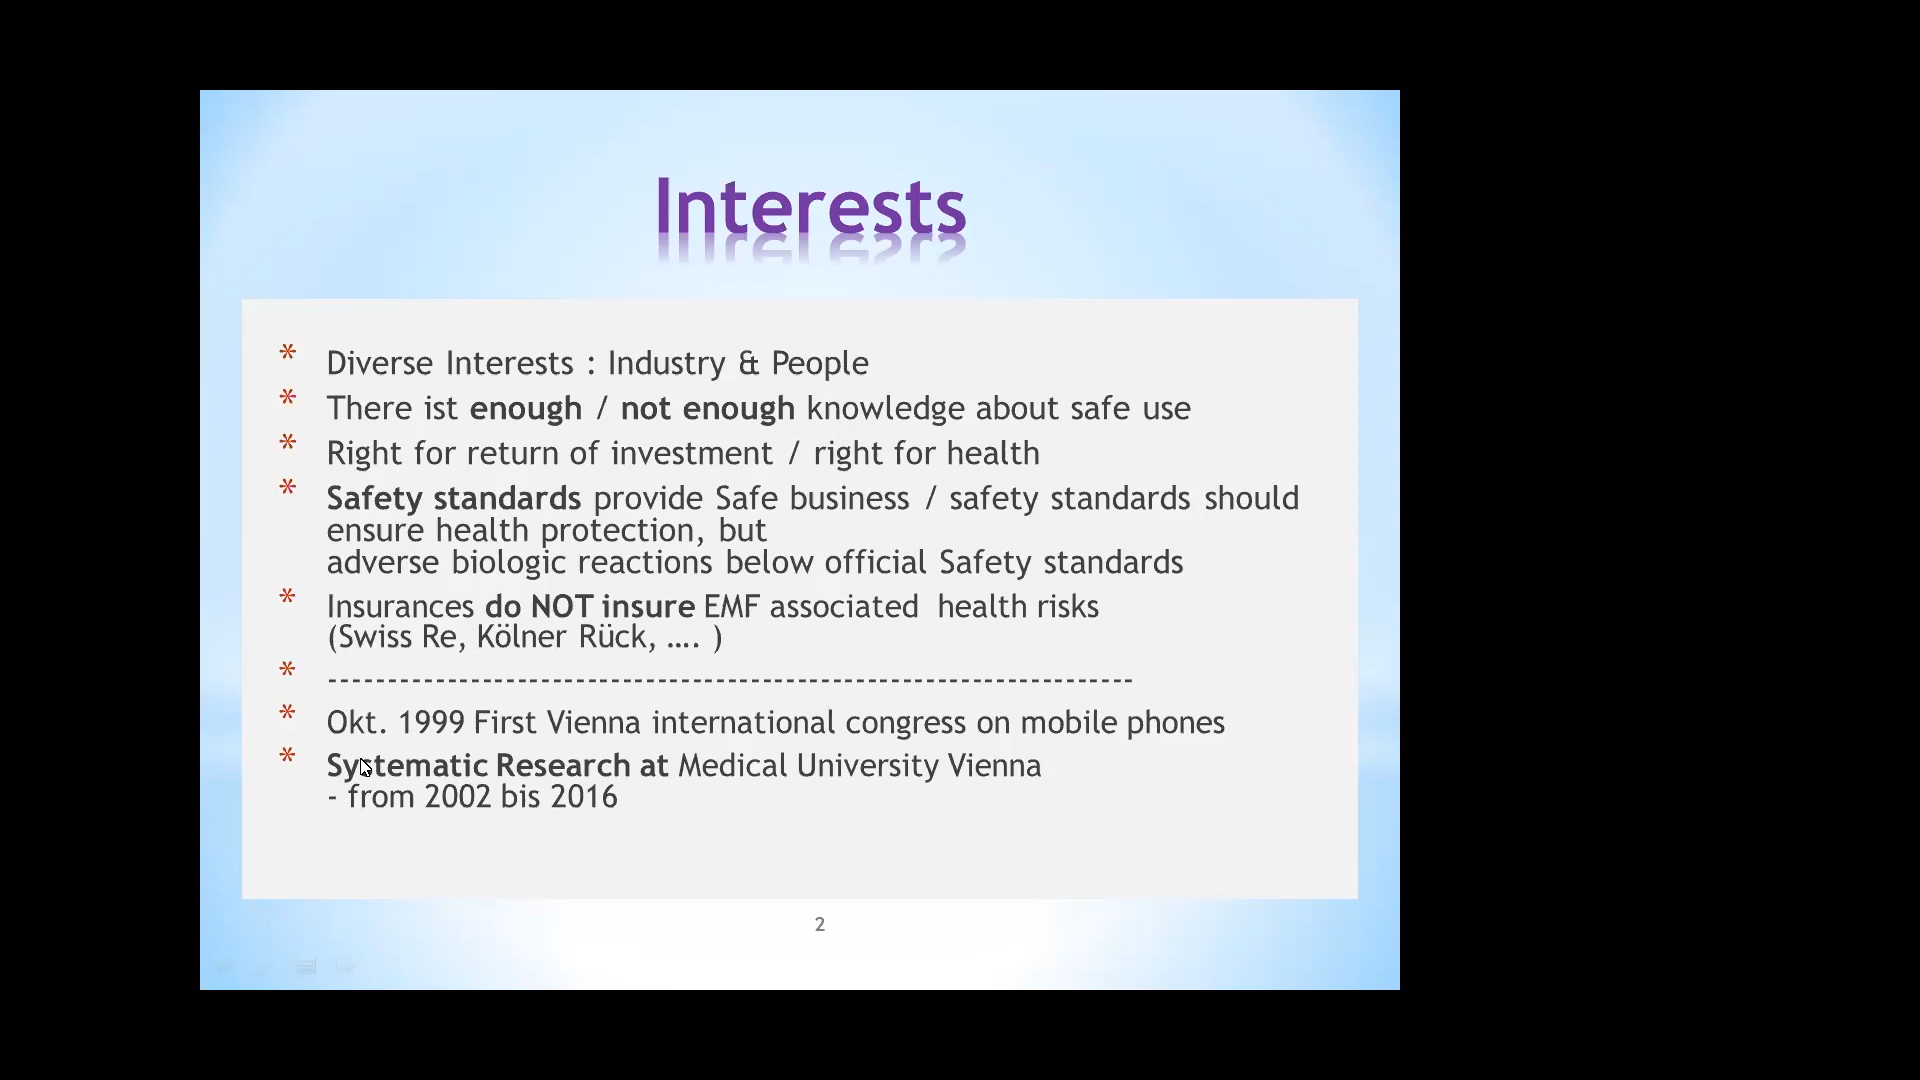 Interests
* Diverse Interests : Industry & People
* There ist enough / not enough knowledge about safe use
* Right for return of investment / right for health
* Safety standards provide Safe business / safety standards should
ensure health protection, but
adverse biologic reactions below official Safety standards
* Insurances do NOT insure EMF associated  health risks
(Swiss Re, Kölner Rück, .... )
* ---------------------------------------------------------------------
* Okt. 1999 First Vienna international congress on mobile phones
* Systematic Research at Medical University Vienna
- from 2002 bis 2016
2